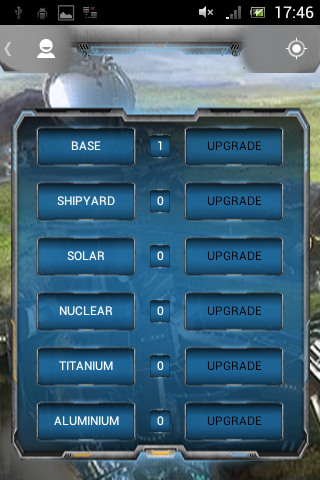 17:46
BASE 1 UPGRADE
SHIPYARD 0 UPGRADE
SOLAR 0 UPGRADE
NUCLEAR 0 UPGRADE
TITANIUM 0 UPGRADE
ALUMINIUM 0 UPGRADE